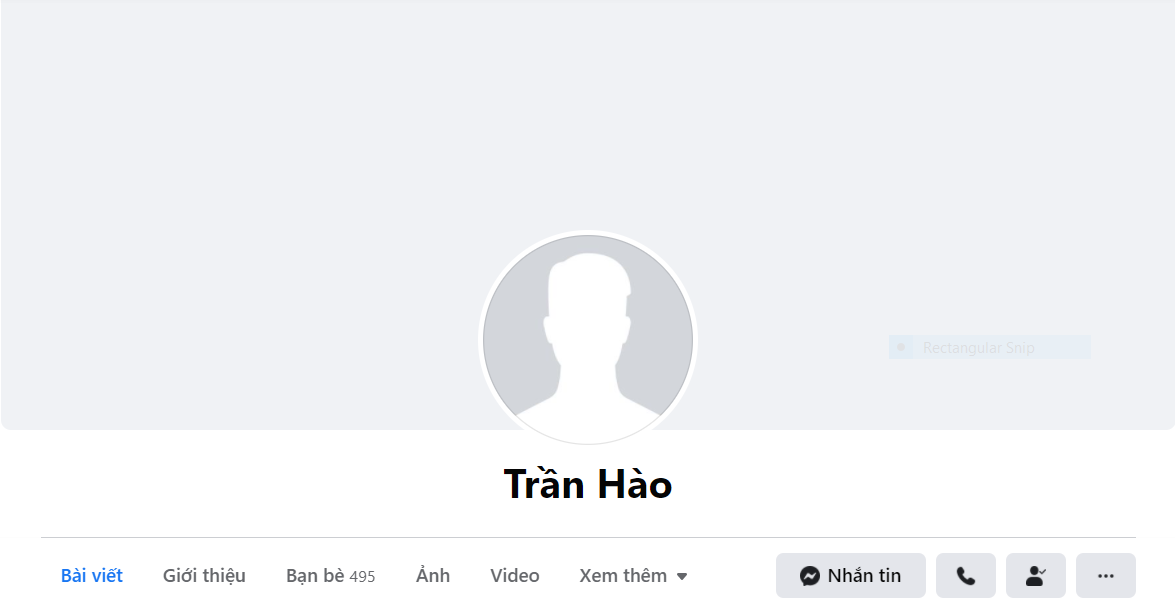 Rectangular Snip
Trần Hào
Bài viết Giới thiệu Bạn bè 495 Ảnh Video Xem thêm Nhắn tin